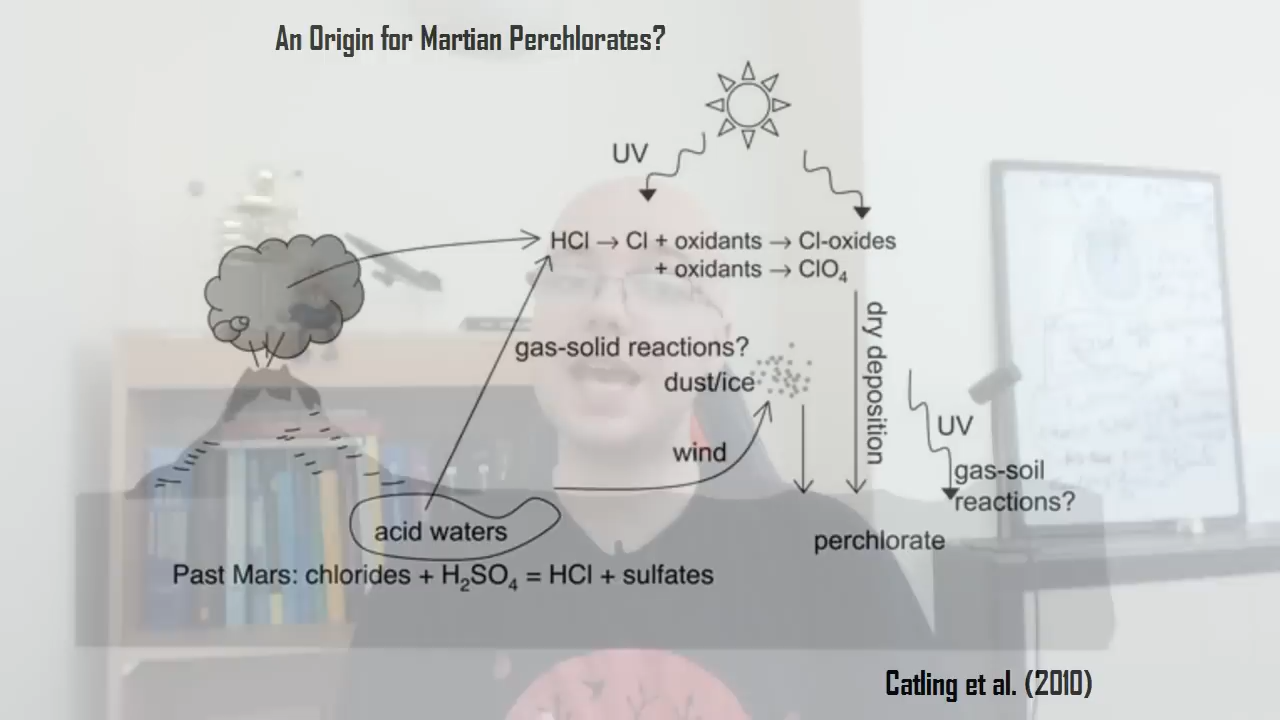 An Origin for Martian Perchlorates?
UV
HCl → Cl + oxidants → Cl-oxides
+ oxidants → ClO₄
gas-solid reactions?
dust/ice
dry deposition
wind
UV
gas-soil
reactions?
acid waters
perchlorate
Past Mars: chlorides + H₂SO₄ = HCl + sulfates
Catling et al. (2010)